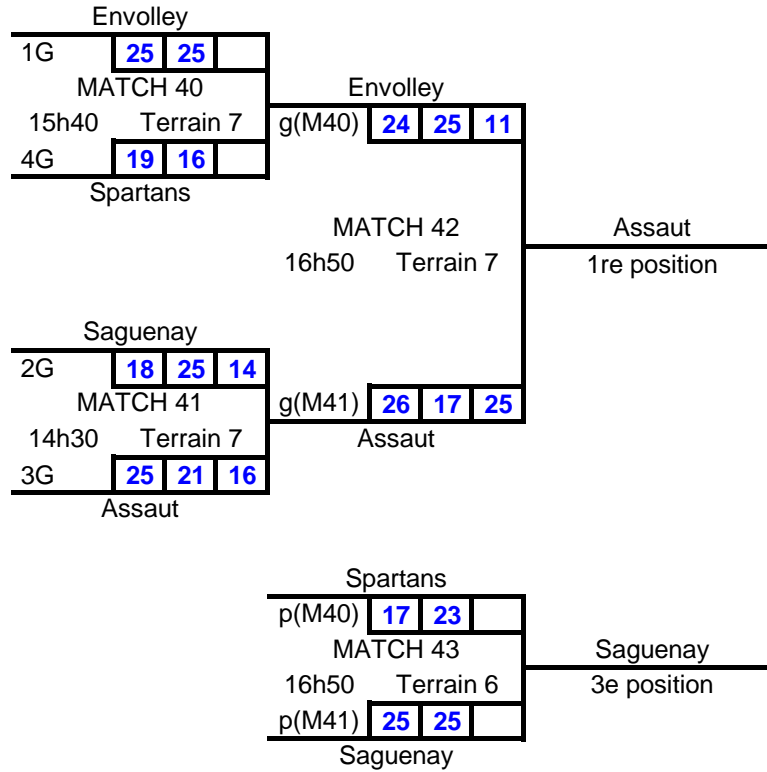 Envolley
1G 25 25
MATCH 40
15h40 Terrain 7
4G 19 16
Spartans
Envolley
g(M40) 24 25 11
MATCH 42
16h50 Terrain 7
Assaut
1re position
Saguenay
2G 18 25 14
MATCH 41
14h30 Terrain 7
3G 25 21 16
Assaut
g(M41) 26 17 25
Assaut
Spartans
p(M40) 17 23
MATCH 43
16h50 Terrain 6
p(M41) 25 25
Saguenay
Saguenay
3e position